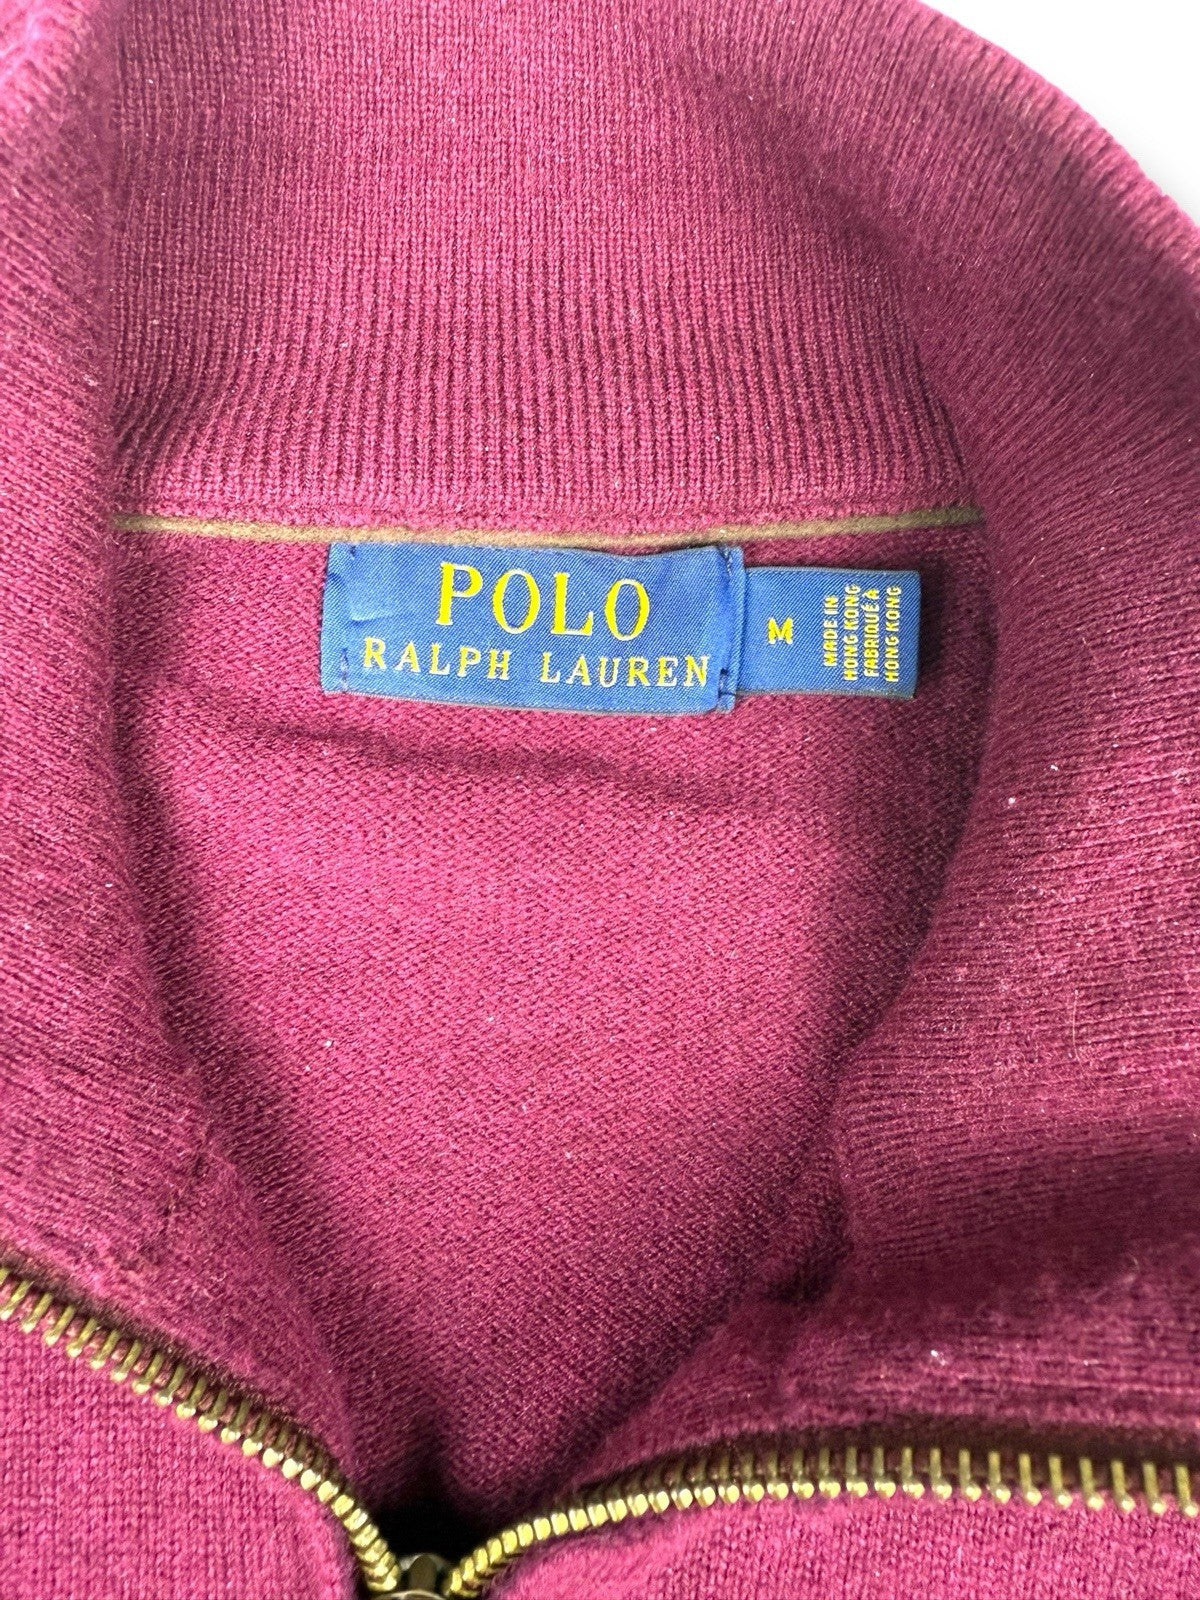 POLO
RALPH LAUREN
M
MADE IN
HONG KONG
FABRIQUÉ À
HONG KONG